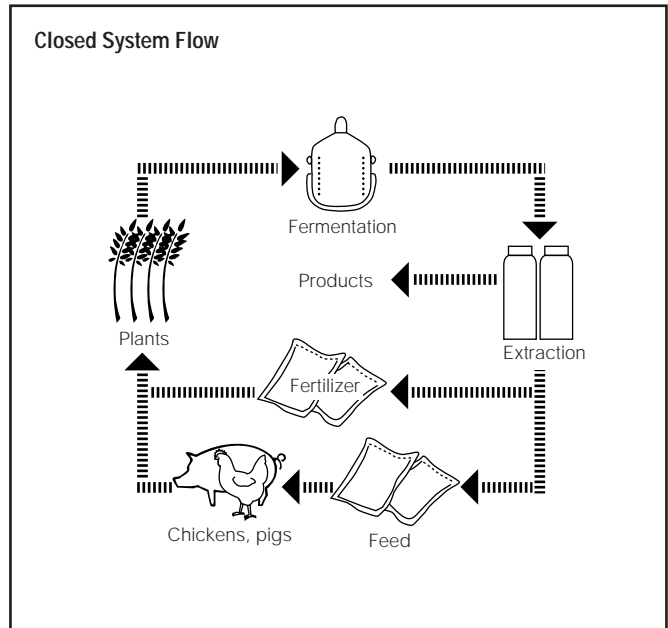 Closed System Flow
Fermentation
Products
Plants
Extraction
Fertilizer
Chickens, pigs
Feed